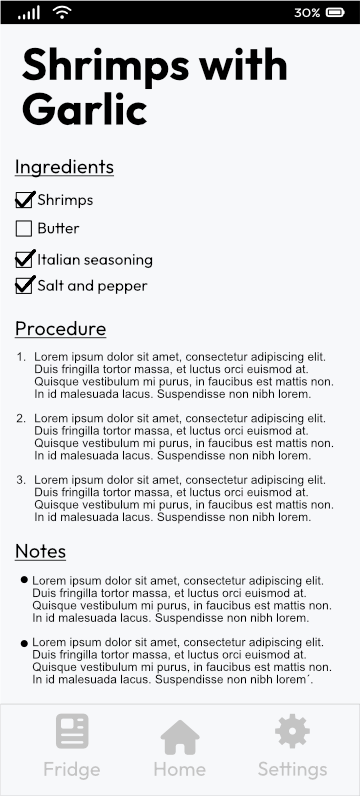 30%
Shrimps with
Garlic
Ingredients
Shrimps
Butter
Italian seasoning
Salt and pepper
Procedure
1. Lorem ipsum dolor sit amet, consectetur adipiscing elit.
Duis fringilla tortor massa, et luctus orci euismod at.
Quisque vestibulum mi purus, in faucibus est mattis non.
In id malesuada lacus. Suspendisse non nibh lorem.
2. Lorem ipsum dolor sit amet, consectetur adipiscing elit.
Duis fringilla tortor massa, et luctus orci euismod at.
Quisque vestibulum mi purus, in faucibus est mattis non.
In id malesuada lacus. Suspendisse non nibh lorem.
3. Lorem ipsum dolor sit amet, consectetur adipiscing elit.
Duis fringilla tortor massa, et luctus orci euismod at.
Quisque vestibulum mi purus, in faucibus est mattis non.
In id malesuada lacus. Suspendisse non nibh lorem.
Notes
● Lorem ipsum dolor sit amet, consectetur adipiscing elit.
Duis fringilla tortor massa, et luctus orci euismod at.
Quisque vestibulum mi purus, in faucibus est mattis non.
In id malesuada lacus. Suspendisse non nibh lorem.
● Lorem ipsum dolor sit amet, consectetur adipiscing elit.
Duis fringilla tortor massa, et luctus orci euismod at.
Quisque vestibulum mi purus, in faucibus est mattis non.
In id malesuada lacus. Suspendisse non nibh lorem´.
Fridge Home Settings